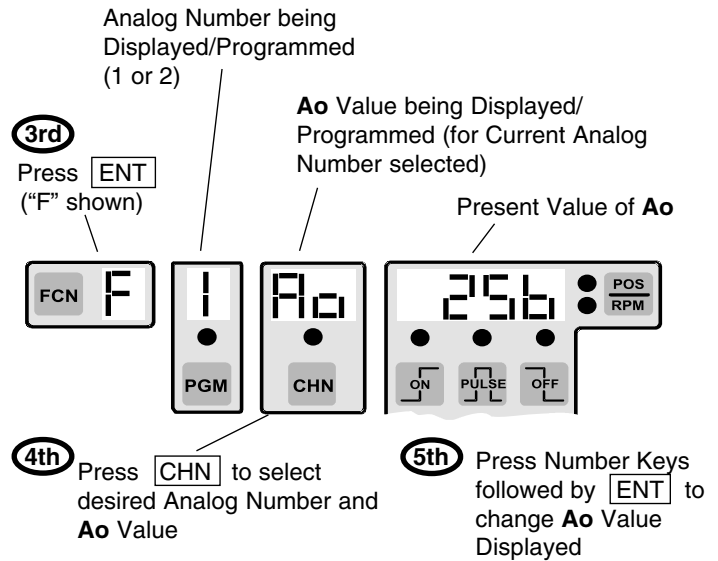 Analog Number being
Displayed/Programmed
(1 or 2)
Ao Value being Displayed/
Programmed (for Current Analog
Number selected)
3rd
Press ENT
(“F” shown)
Present Value of Ao
FCN F
1
Ao
256
POS
RPM
PGM
CHN
ON PULSE OFF
4th
Press CHN to select
desired Analog Number and
Ao Value
5th
Press Number Keys
followed by ENT to
change Ao Value
Displayed